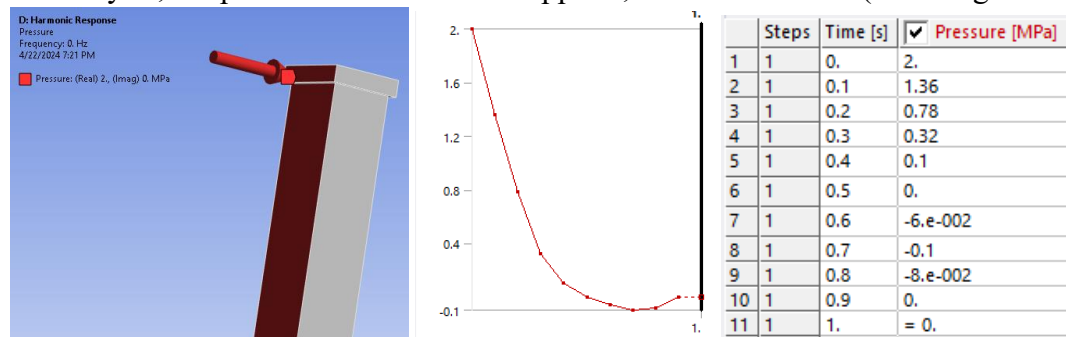 D: Harmonic Response
Pressure
Frequency: 0. Hz
4/22/2024 7:21 PM
Pressure: (Real) 2., (Imag) 0. MPa
1.
2.
1.6
1.2
0.8
0.4
-0.1
1.
Steps Time [s] Pressure [MPa]
1 1 0. 2.
2 1 0.1 1.36
3 1 0.2 0.78
4 1 0.3 0.32
5 1 0.4 0.1
6 1 0.5 0.
7 1 0.6 -6.e-002
8 1 0.7 -0.1
9 1 0.8 -8.e-002
10 1 0.9 0.
11 1 1. = 0.